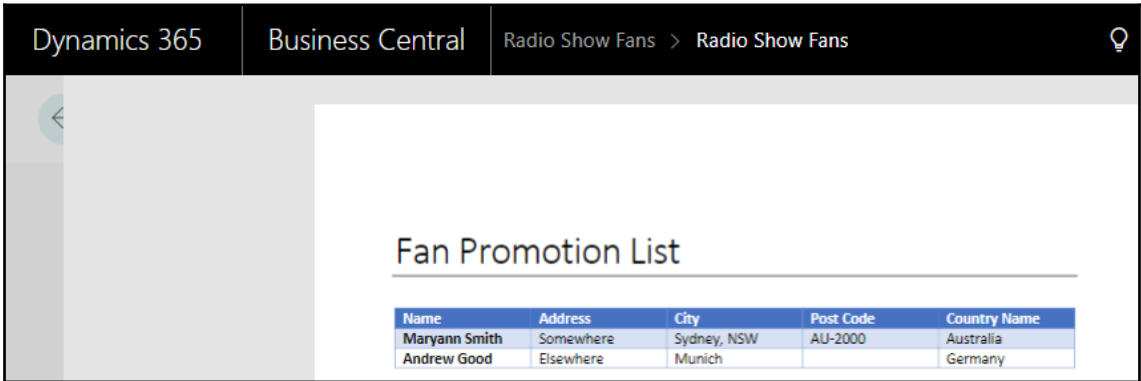 Dynamics 365 Business Central Radio Show Fans > Radio Show Fans
Fan Promotion List
Name Address City Post Code Country Name
Maryann Smith Somewhere Sydney, NSW AU-2000 Australia
Andrew Good Elsewhere Munich Germany